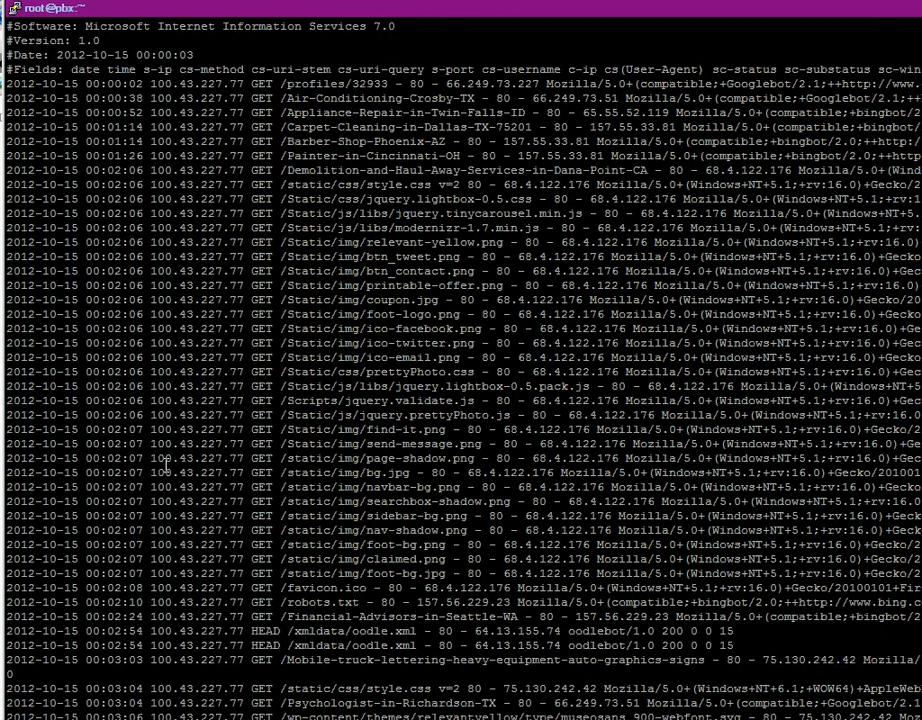 root@pbx:~
#Software: Microsoft Internet Information Services 7.0
#Version: 1.0
#Date: 2012-10-15 00:00:03
#Fields: date time s-ip cs-method cs-uri-stem cs-uri-query s-port cs-username c-ip cs(User-Agent) sc-status sc-substatus sc-win
2012-10-15 00:00:02 100.43.227.77 GET /profiles/32933 - 80 - 66.249.73.227 Mozilla/5.0+(compatible;+Googlebot/2.1;++http://www.
2012-10-15 00:00:38 100.43.227.77 GET /Air-Conditioning-Crosby-TX - 80 - 66.249.73.51 Mozilla/5.0+(compatible;+Googlebot/2.1;+
2012-10-15 00:00:52 100.43.227.77 GET /Appliance-Repair-in-Twin-Falls-ID - 80 - 65.55.52.119 Mozilla/5.0+(compatible;+bingbot/
2012-10-15 00:01:14 100.43.227.77 GET /Carpet-Cleaning-in-Dallas-TX-75201 - 80 - 157.55.33.81 Mozilla/5.0+(compatible;+bingbot
2012-10-15 00:01:14 100.43.227.77 GET /Barber-Shop-Phoenix-AZ - 80 - 157.55.33.81 Mozilla/5.0+(compatible;+bingbot/2.0;++http:/
2012-10-15 00:01:26 100.43.227.77 GET /Painter-in-Cincinnati-OH - 80 - 157.55.33.81 Mozilla/5.0+(compatible;+bingbot/2.0;++http
2012-10-15 00:02:06 100.43.227.77 GET /Demolition-and-Haul-Away-Services-in-Dana-Point-CA - 80 - 68.4.122.176 Mozilla/5.0+(Wind
2012-10-15 00:02:06 100.43.227.77 GET /static/css/style.css v=2 80 - 68.4.122.176 Mozilla/5.0+(Windows+NT+5.1;+rv:16.0)+Gecko/2
2012-10-15 00:02:06 100.43.227.77 GET /Static/css/jquery.lightbox-0.5.css - 80 - 68.4.122.176 Mozilla/5.0+(Windows+NT+5.1;+rv:1
2012-10-15 00:02:06 100.43.227.77 GET /Static/js/libs/jquery.tinycarousel.min.js - 80 - 68.4.122.176 Mozilla/5.0+(Windows+NT+5
2012-10-15 00:02:06 100.43.227.77 GET /Static/js/libs/modernizr-1.7.min.js - 80 - 68.4.122.176 Mozilla/5.0+(Windows+NT+5.1;+rv:
2012-10-15 00:02:06 100.43.227.77 GET /Static/img/relevant-yellow.png - 80 - 68.4.122.176 Mozilla/5.0+(Windows+NT+5.1;+rv:16.0)
2012-10-15 00:02:06 100.43.227.77 GET /Static/img/btn_tweet.png - 80 - 68.4.122.176 Mozilla/5.0+(Windows+NT+5.1;+rv:16.0)+Gecko
2012-10-15 00:02:06 100.43.227.77 GET /Static/img/btn_contact.png - 80 - 68.4.122.176 Mozilla/5.0+(Windows+NT+5.1;+rv:16.0)+Gec
2012-10-15 00:02:06 100.43.227.77 GET /Static/img/printable-offer.png - 80 - 68.4.122.176 Mozilla/5.0+(Windows+NT+5.1;+rv:16.0)
2012-10-15 00:02:06 100.43.227.77 GET /Static/img/coupon.jpg - 80 - 68.4.122.176 Mozilla/5.0+(Windows+NT+5.1;+rv:16.0)+Gecko/20
2012-10-15 00:02:06 100.43.227.77 GET /Static/img/foot-logo.png - 80 - 68.4.122.176 Mozilla/5.0+(Windows+NT+5.1;+rv:16.0)+Gecko
2012-10-15 00:02:06 100.43.227.77 GET /Static/img/ico-facebook.png - 80 - 68.4.122.176 Mozilla/5.0+(Windows+NT+5.1;+rv:16.0)+Ge
2012-10-15 00:02:06 100.43.227.77 GET /Static/img/ico-twitter.png - 80 - 68.4.122.176 Mozilla/5.0+(Windows+NT+5.1;+rv:16.0)+Gec
2012-10-15 00:02:06 100.43.227.77 GET /Static/img/ico-email.png - 80 - 68.4.122.176 Mozilla/5.0+(Windows+NT+5.1;+rv:16.0)+Gecko
2012-10-15 00:02:06 100.43.227.77 GET /Static/css/prettyPhoto.css - 80 - 68.4.122.176 Mozilla/5.0+(Windows+NT+5.1;+rv:16.0)+Gec
2012-10-15 00:02:06 100.43.227.77 GET /Static/js/libs/jquery.lightbox-0.5.pack.js - 80 - 68.4.122.176 Mozilla/5.0+(Windows+NT+5
2012-10-15 00:02:06 100.43.227.77 GET /Scripts/jquery.validate.js - 80 - 68.4.122.176 Mozilla/5.0+(Windows+NT+5.1;+rv:16.0)+Gec
2012-10-15 00:02:06 100.43.227.77 GET /Static/js/jquery.prettyPhoto.js - 80 - 68.4.122.176 Mozilla/5.0+(Windows+NT+5.1;+rv:16.0
2012-10-15 00:02:07 100.43.227.77 GET /Static/img/find-it.png - 80 - 68.4.122.176 Mozilla/5.0+(Windows+NT+5.1;+rv:16.0)+Gecko/2
2012-10-15 00:02:07 100.43.227.77 GET /Static/img/send-message.png - 80 - 68.4.122.176 Mozilla/5.0+(Windows+NT+5.1;+rv:16.0)+Ge
2012-10-15 00:02:07 100.43.227.77 GET /static/img/page-shadow.png - 80 - 68.4.122.176 Mozilla/5.0+(Windows+NT+5.1;+rv:16.0)+Gec
2012-10-15 00:02:07 100.43.227.77 GET /static/img/bg.jpg - 80 - 68.4.122.176 Mozilla/5.0+(Windows+NT+5.1;+rv:16.0)+Gecko/201001
2012-10-15 00:02:07 100.43.227.77 GET /static/img/navbar-bg.png - 80 - 68.4.122.176 Mozilla/5.0+(Windows+NT+5.1;+rv:16.0)+Gecko
2012-10-15 00:02:07 100.43.227.77 GET /static/img/searchbox-shadow.png - 80 - 68.4.122.176 Mozilla/5.0+(Windows+NT+5.1;+rv:16.0
2012-10-15 00:02:07 100.43.227.77 GET /static/img/sidebar-bg.png - 80 - 68.4.122.176 Mozilla/5.0+(Windows+NT+5.1;+rv:16.0)+Geck
2012-10-15 00:02:07 100.43.227.77 GET /static/img/nav-shadow.png - 80 - 68.4.122.176 Mozilla/5.0+(Windows+NT+5.1;+rv:16.0)+Geck
2012-10-15 00:02:07 100.43.227.77 GET /static/img/foot-bg.png - 80 - 68.4.122.176 Mozilla/5.0+(Windows+NT+5.1;+rv:16.0)+Gecko/2
2012-10-15 00:02:07 100.43.227.77 GET /static/img/claimed.png - 80 - 68.4.122.176 Mozilla/5.0+(Windows+NT+5.1;+rv:16.0)+Gecko/2
2012-10-15 00:02:07 100.43.227.77 GET /static/img/foot-bg.jpg - 80 - 68.4.122.176 Mozilla/5.0+(Windows+NT+5.1;+rv:16.0)+Gecko/2
2012-10-15 00:02:08 100.43.227.77 GET /favicon.ico - 80 - 68.4.122.176 Mozilla/5.0+(Windows+NT+5.1;+rv:16.0)+Gecko/20100101+Fir
2012-10-15 00:02:10 100.43.227.77 GET /robots.txt - 80 - 157.56.229.23 Mozilla/5.0+(compatible;+bingbot/2.0;++http://www.bing.c
2012-10-15 00:02:24 100.43.227.77 GET /Financial-Advisors-in-Seattle-WA - 80 - 157.56.229.23 Mozilla/5.0+(compatible;+bingbot/2
2012-10-15 00:02:54 100.43.227.77 HEAD /xmldata/oodle.xml - 80 - 64.13.155.74 oodlebot/1.0 200 0 0 15
2012-10-15 00:02:54 100.43.227.77 HEAD /xmldata/oodle.xml - 80 - 64.13.155.74 oodlebot/1.0 200 0 0 15
2012-10-15 00:03:03 100.43.227.77 GET /Mobile-truck-lettering-heavy-equipment-auto-graphics-signs - 80 - 75.130.242.42 Mozilla/
0
2012-10-15 00:03:04 100.43.227.77 GET /static/css/style.css v=2 80 - 75.130.242.42 Mozilla/5.0+(Windows+NT+6.1;+WOW64)+AppleWeb
2012-10-15 00:03:04 100.43.227.77 GET /Psychologist-in-Richardson-TX - 80 - 66.249.73.51 Mozilla/5.0+(compatible;+Googlebot/2.
2012-10-15 00:03:06 100.43.227.77 GET /wp-content/themes/relevantyellow/type/museosans_900-webfont.svg - 80 - 75.130.242.42